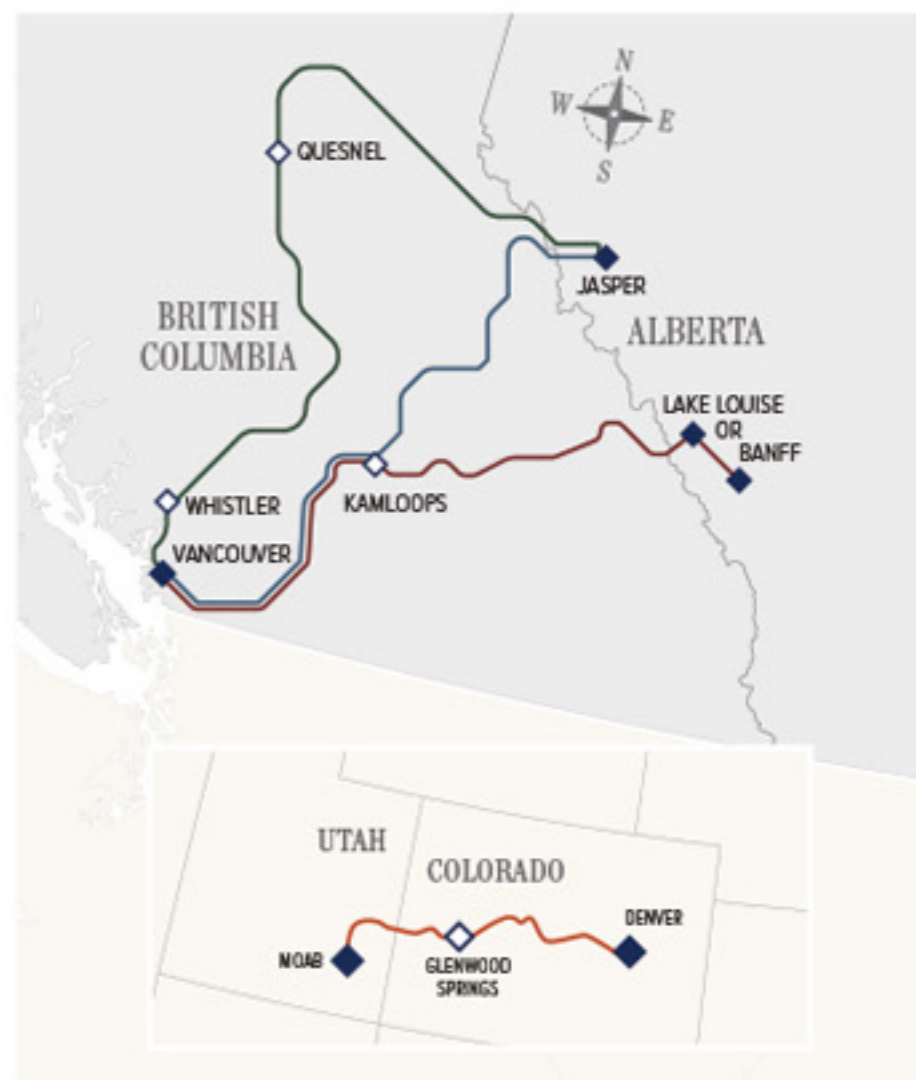 N
W
E
S
QUESNEL
JASPER
BRITISH
COLUMBIA
ALBERTA
LAKE LOUISE
OR
BANFF
KAMLOOPS
WHISTLER
VANCOUVER
UTAH
COLORADO
DENVER
MOAB
GLENWOOD
SPRINGS